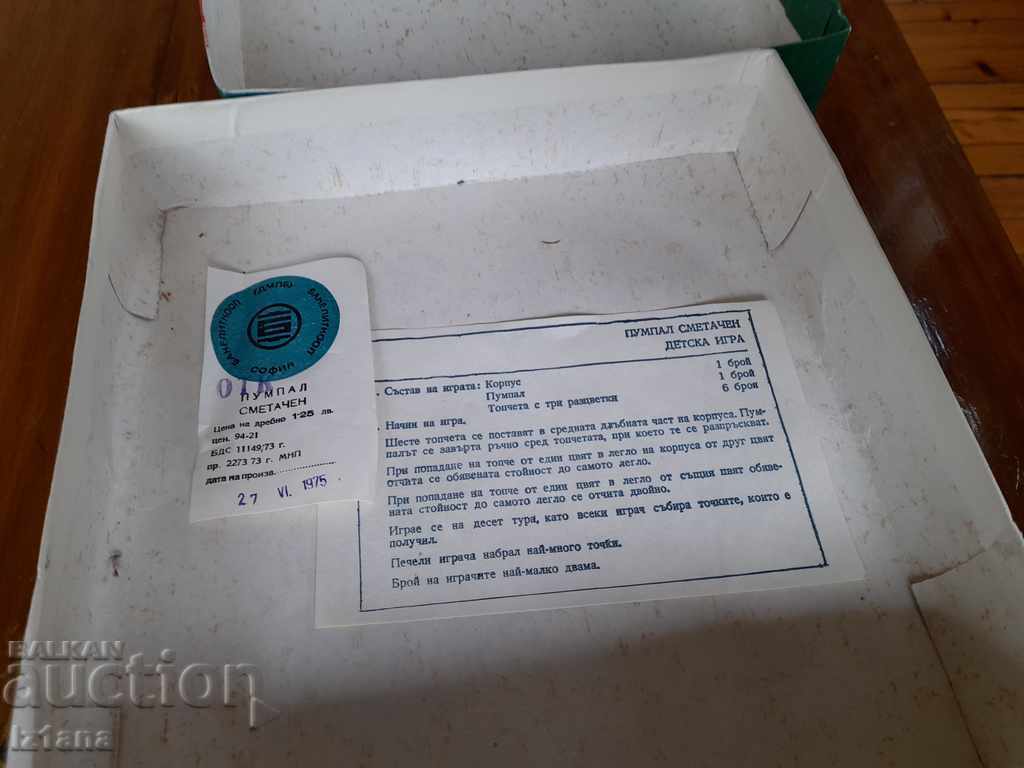 БАКЕЛИТКООП ТДМПБ БАКЕЛИТКООП
СОФИЯ
ОТК
ПУМПАЛ
СМЕТАЧЕН
Цена на дребно 1·25 лв.
цен. 94-21
БДС 11149/73 г.
пр. 2273 73 г. МНП
дата на произв.
27 VI. 1975
ПУМПАЛ СМЕТАЧЕН
ДЕТСКА ИГРА
Състав на играта: Корпус 1 брой
Пумпал 1 брой
Топчета с три разцветки 6 броя
Начин на игра.
Шесте топчета се поставят в средната дльбната част на корпуса. Пум-
палът се завърта ръчно сред топчетата, при което те се разпръскват.
При попадане на топче от един цвят в легло на корпуса от друг цвят
отчита се обявената стойност до самото легло.
При попадане на топче от един цвят в легло от същия цвят обяве-
ната стойност до самото легло се отчита двойно.
Играе се на десет тура, като всеки играч събира точките, които е
получил.
Печели играча набрал най-много точки.
Брой на играчите най-малко двама.
BALKAN
auction
iz1ana